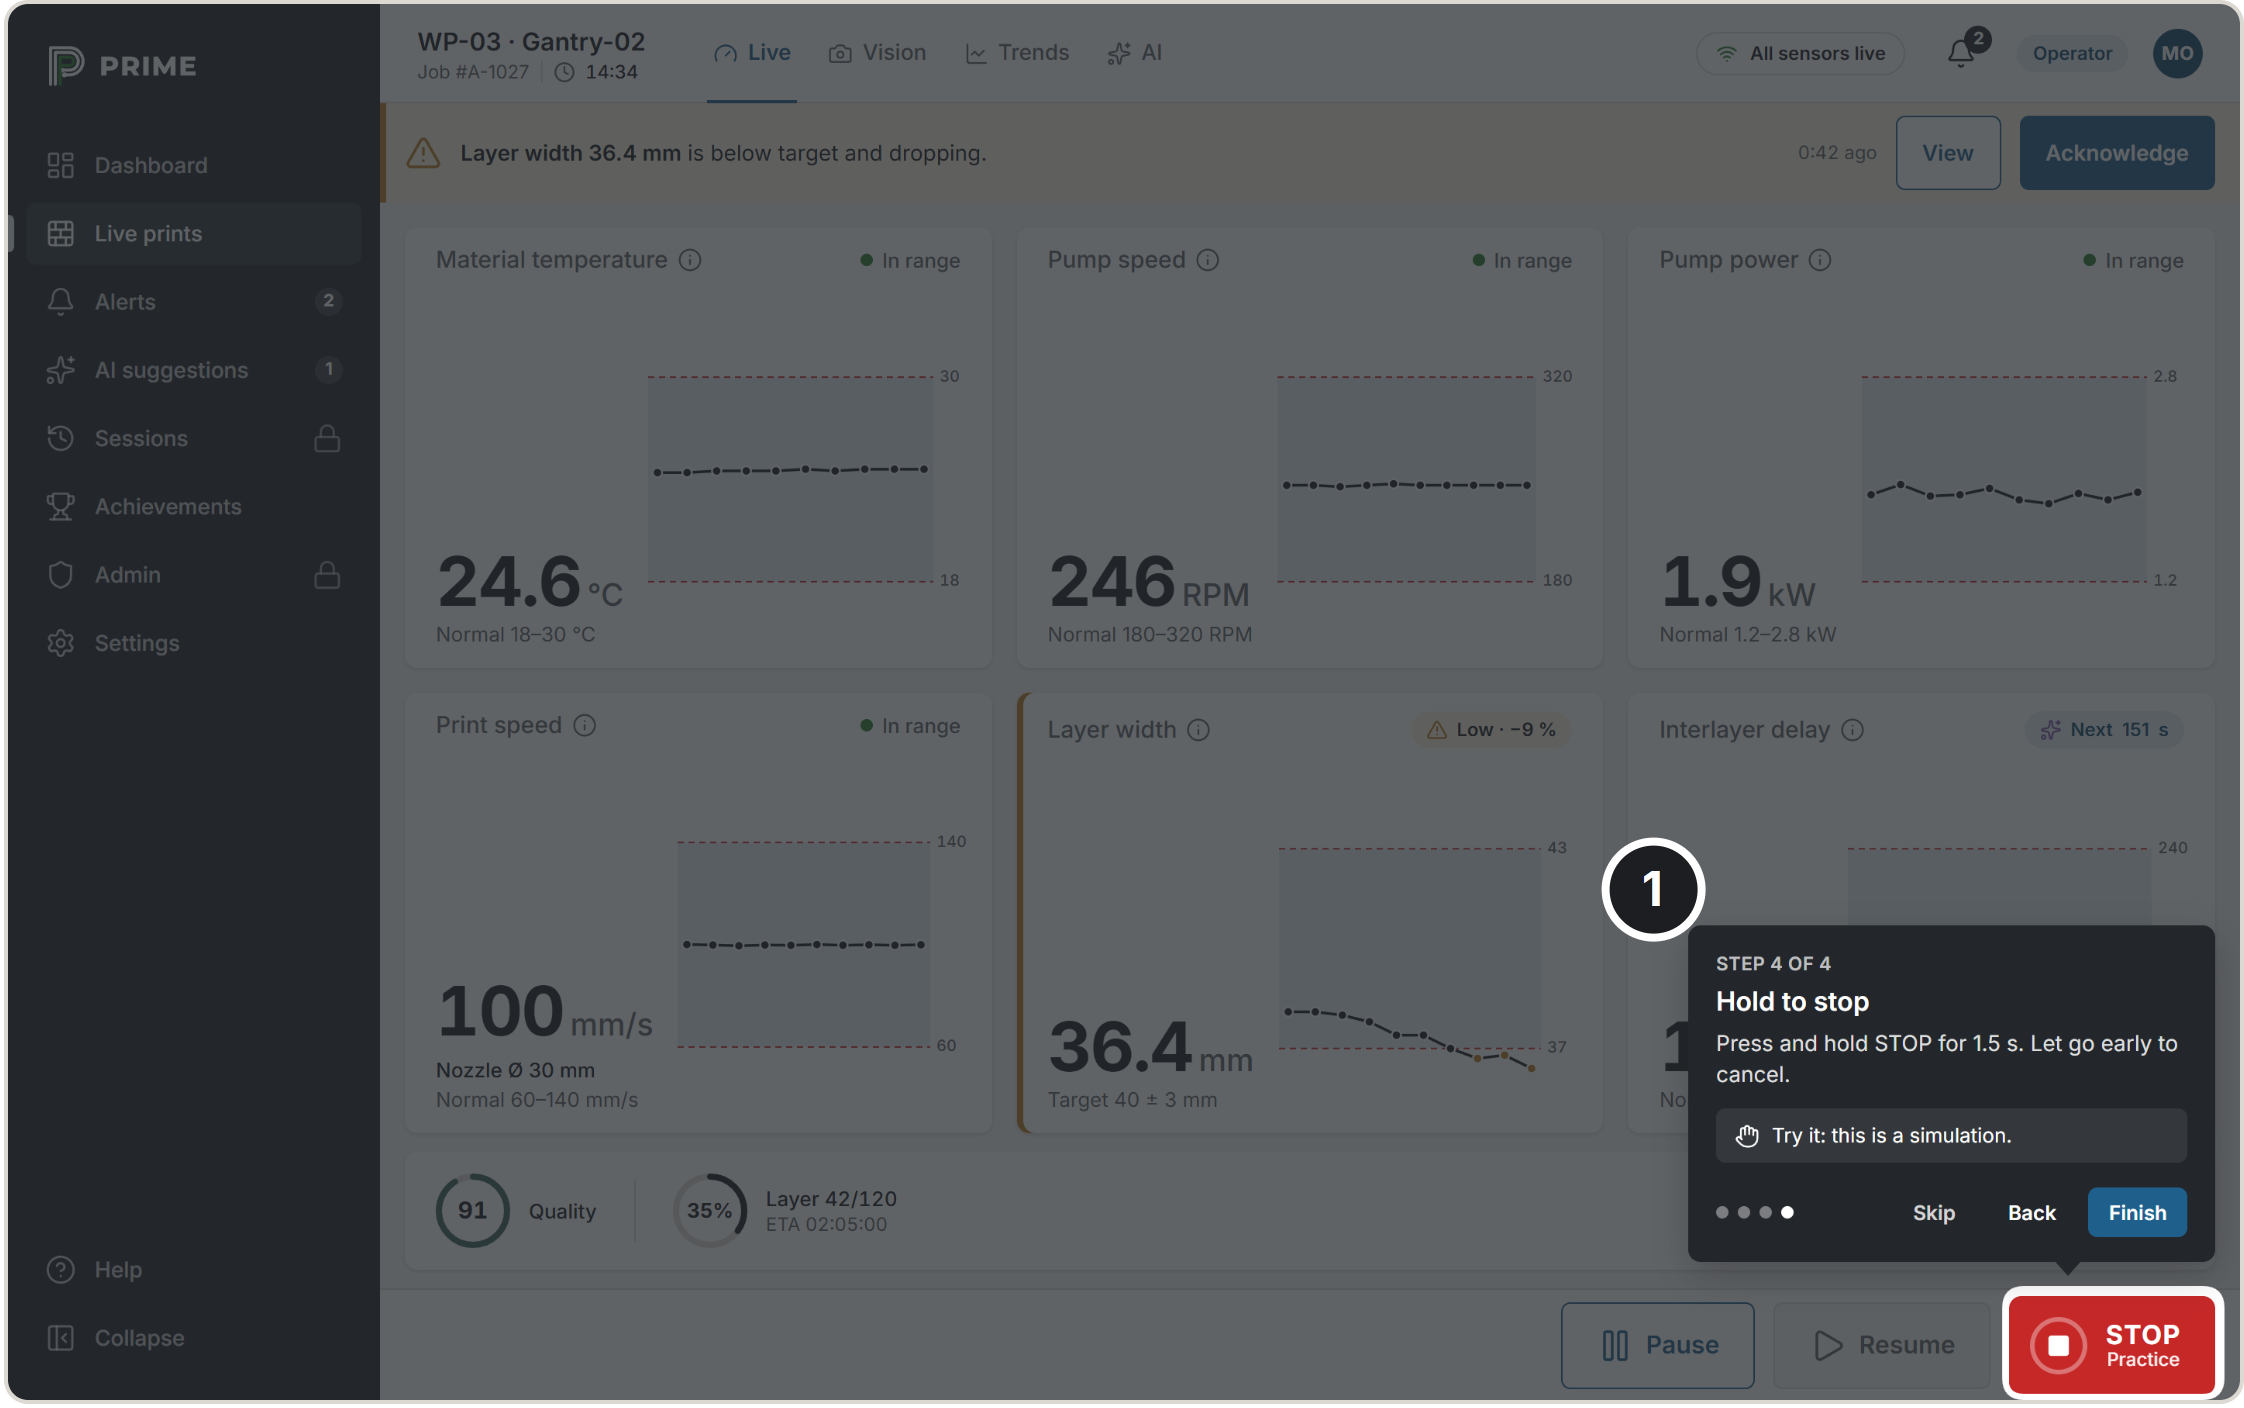 PRIME
Dashboard
Live prints
Alerts 2
AI suggestions 1
Sessions
Achievements
Admin
Settings
Help
Collapse
WP-03 · Gantry-02
Job #A-1027 14:34
Live Vision Trends AI
All sensors live 2 Operator MO
Layer width 36.4 mm is below target and dropping. 0:42 ago View Acknowledge
Material temperature In range
30
24.6 °C
18
Normal 18–30 °C
Pump speed In range
320
246 RPM
180
Normal 180–320 RPM
Pump power In range
2.8
1.9 kW
1.2
Normal 1.2–2.8 kW
Print speed In range
140
100 mm/s
60
Nozzle Ø 30 mm
Normal 60–140 mm/s
Layer width Low · −9 %
43
36.4 mm
37
Target 40 ± 3 mm
Interlayer delay Next 151 s
240
1
STEP 4 OF 4
Hold to stop
Press and hold STOP for 1.5 s. Let go early to
cancel.
Try it: this is a simulation.
Skip Back Finish
91 Quality
35% Layer 42/120
ETA 02:05:00
Pause Resume STOP
Practice